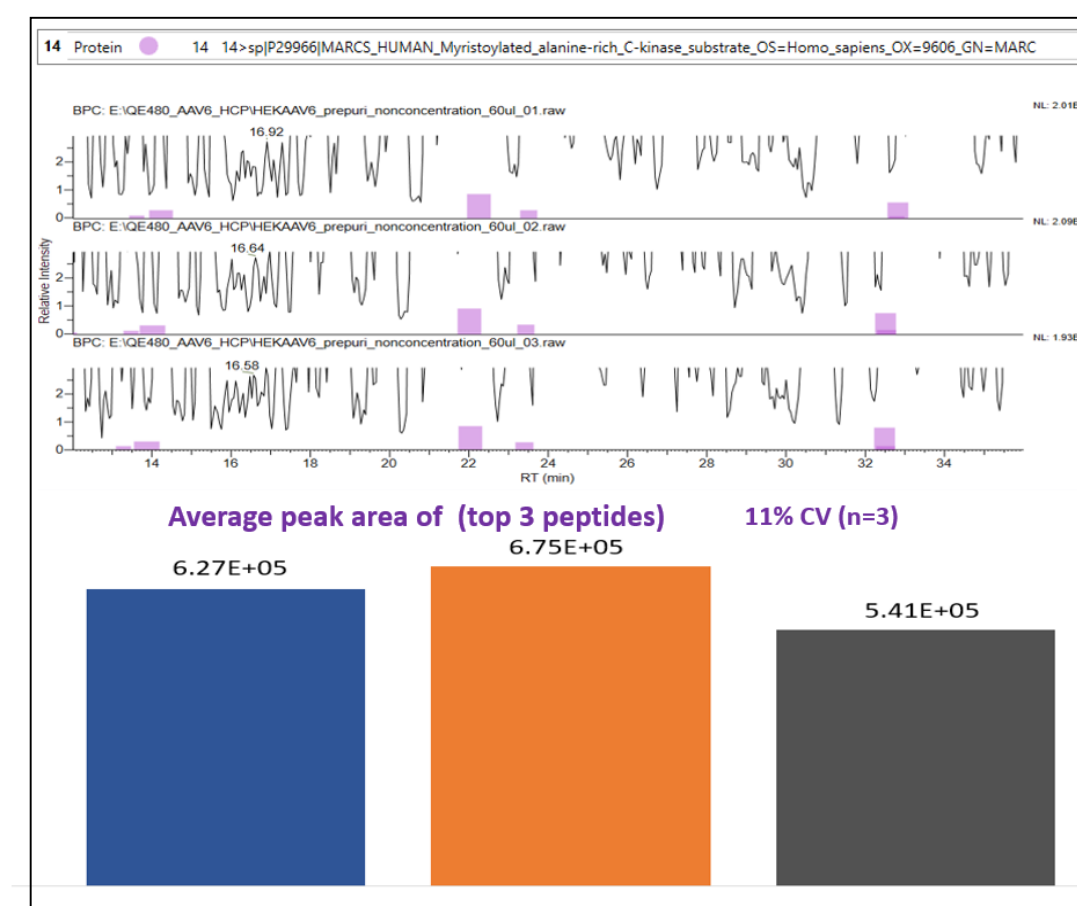 14 Protein 14 14>sp|P29966|MARCS_HUMAN_Myristoylated_alanine-rich_C-kinase_substrate_OS=Homo_sapiens_OX=9606_GN=MARC
BPC: E:\QE480_AAV6_HCP\HEKAAV6_prepuri_nonconcentration_60ul_01.raw
NL: 2.01E
16.92
2
1
0
BPC: E:\QE480_AAV6_HCP\HEKAAV6_prepuri_nonconcentration_60ul_02.raw
NL: 2.09E
16.64
2
1
0
Relative Intensity
BPC: E:\QE480_AAV6_HCP\HEKAAV6_prepuri_nonconcentration_60ul_03.raw
NL: 1.93E
16.58
2
1
0
14 16 18 20 22 24 26 28 30 32 34
RT (min)
Average peak area of (top 3 peptides) 11% CV (n=3)
6.27E+05
6.75E+05
5.41E+05